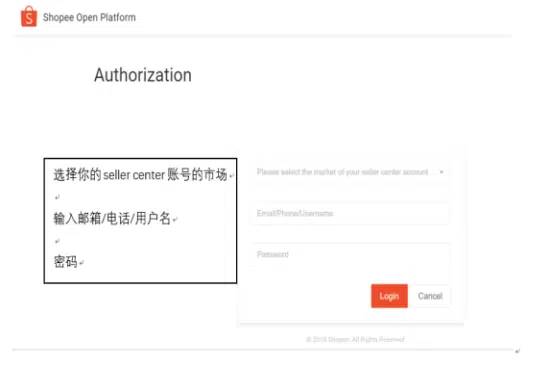 Shopee Open Platform
Authorization
选择你的 seller center 账号的市场
输入邮箱/电话/用户名
密码
Please select the market of your seller center account
Email/Phone/Username
Password
Login
Cancel
© 2019 Shopee. All Rights Reserved